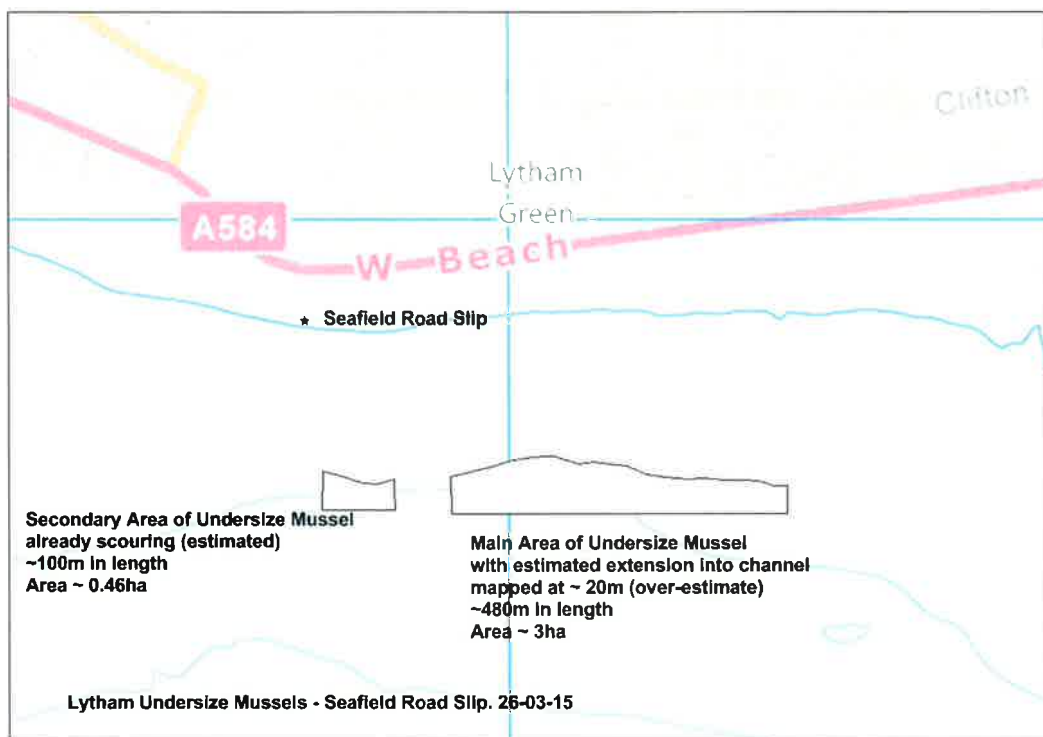 Clifton
Lytham
Green
A584
W Beach
Seafield Road Slip
Secondary Area of Undersize Mussel
already scouring (estimated)
~100m in length
Area ~ 0.46ha
Main Area of Undersize Mussel
with estimated extension into channel
mapped at ~ 20m (over-estimate)
~480m in length
Area ~ 3ha
Lytham Undersize Mussels - Seafield Road Slip. 26-03-15